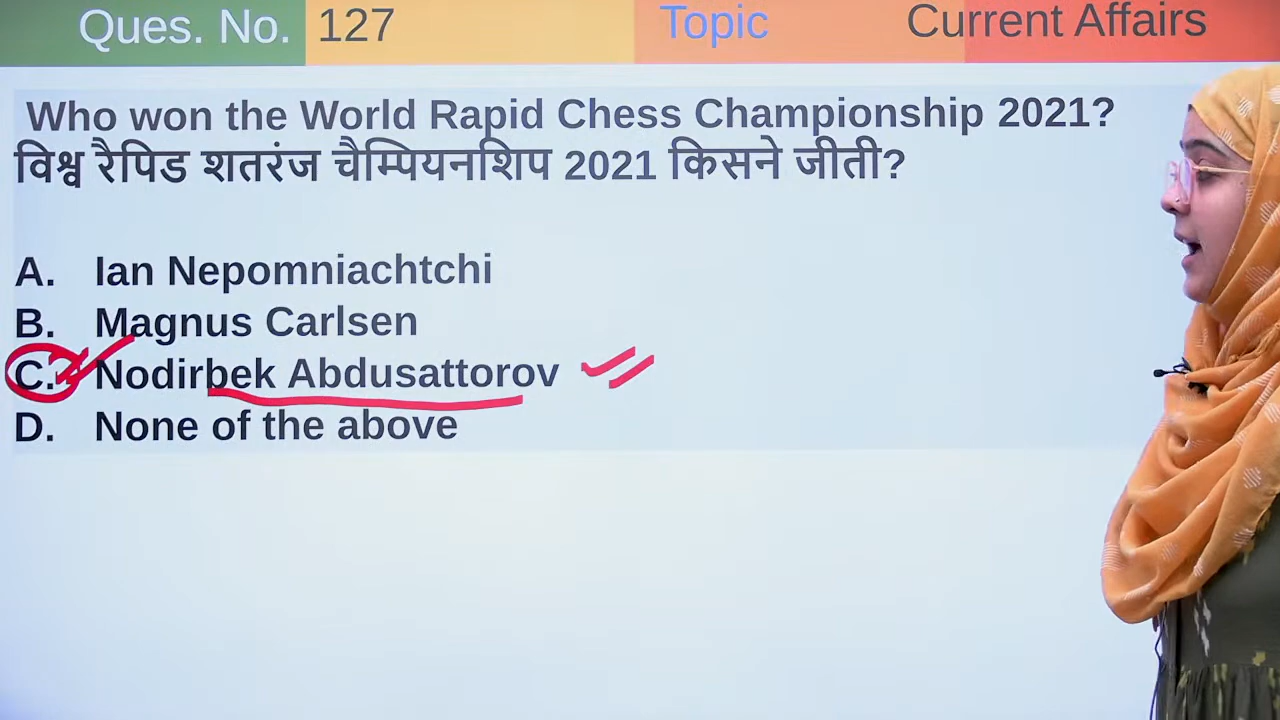 Ques. No. 127 Topic Current Affairs
Who won the World Rapid Chess Championship 2021?
विश्व रैपिड शतरंज चैम्पियनशिप 2021 किसने जीती?
A. Ian Nepomniachtchi
B. Magnus Carlsen
C. Nodirbek Abdusattorov
D. None of the above